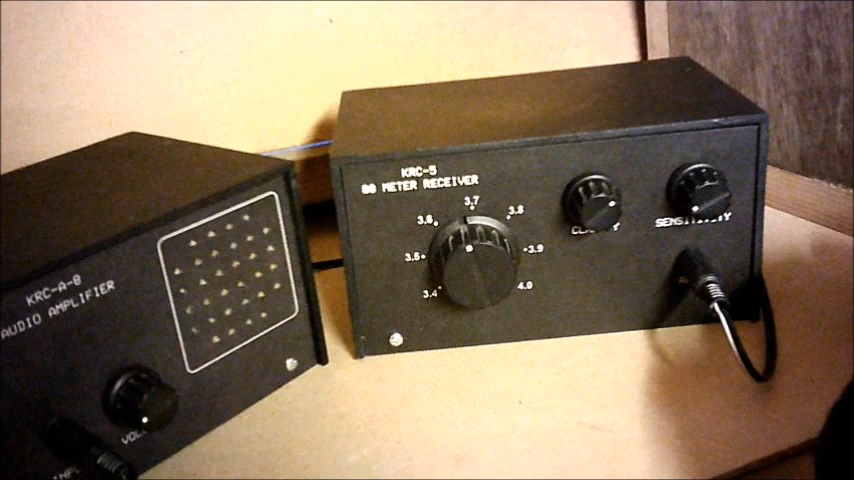 KRC-5
80 METER RECEIVER
3.4
3.5
3.6
3.7
3.8
3.9
4.0
SENSITIVITY
KRC-A-8
AUDIO AMPLIFIER